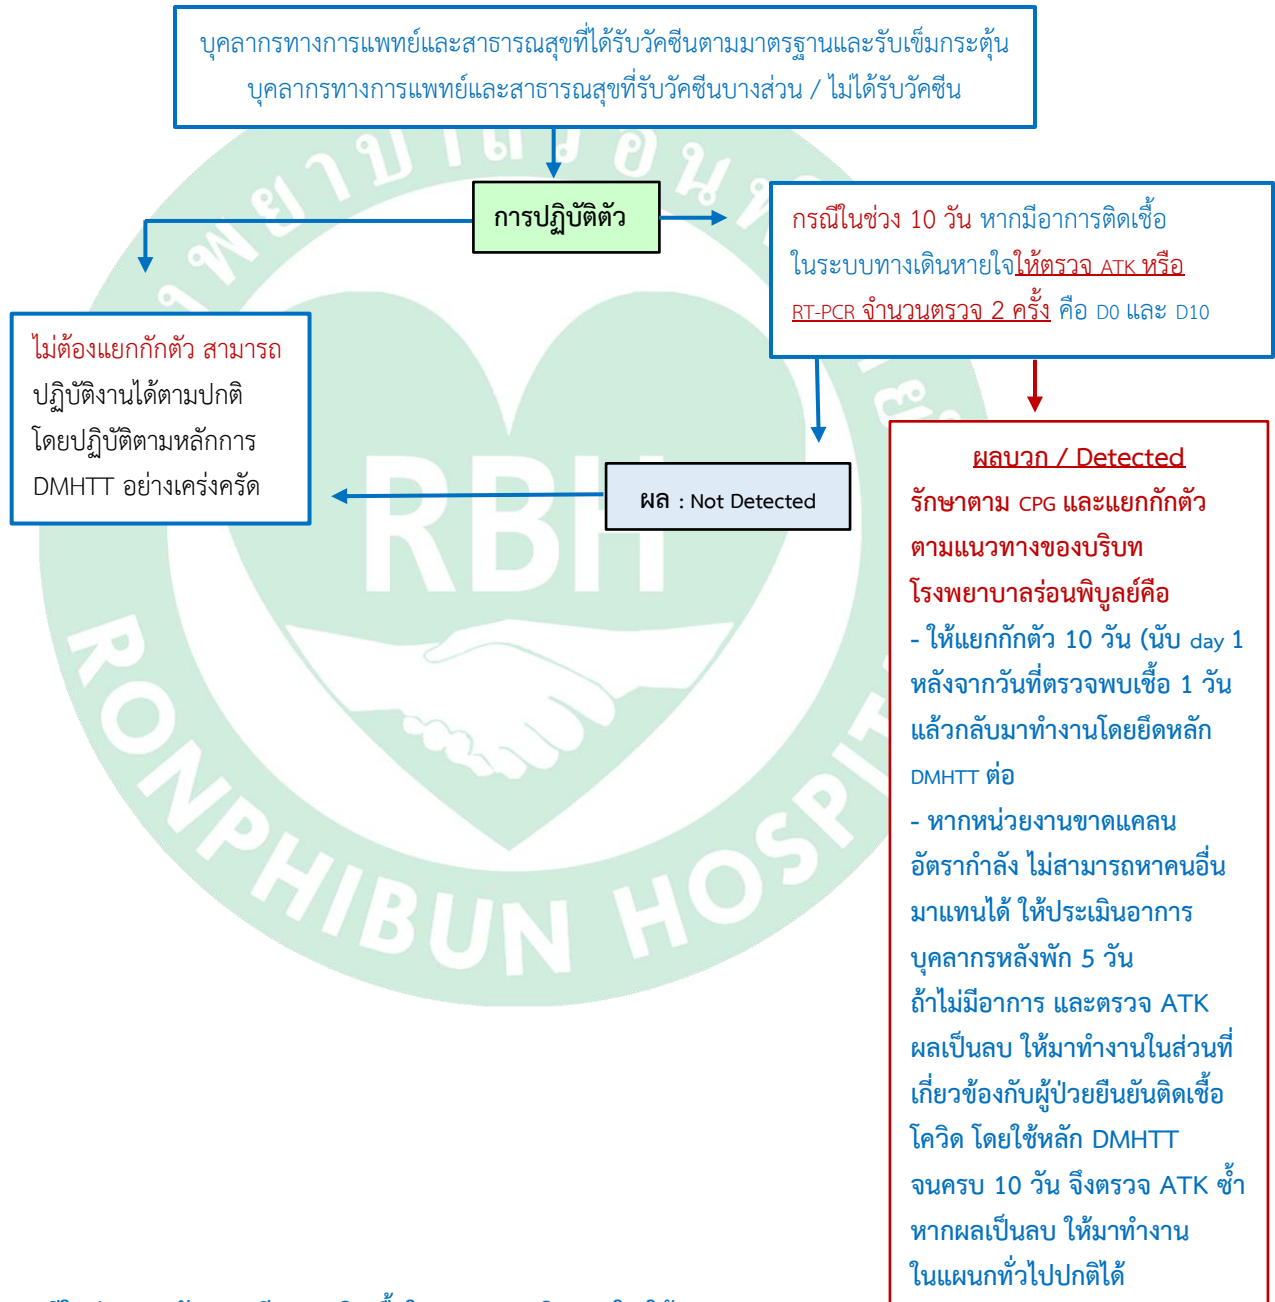 บุคลากรทางการแพทย์และสาธารณสุขที่ได้รับวัคซีนตามมาตรฐานและรับเข็มกระตุ้น
บุคลากรทางการแพทย์และสาธารณสุขที่รับวัคซีนบางส่วน / ไม่ได้รับวัคซีน
การปฏิบัติตัว
กรณีในช่วง 10 วัน หากมีอาการติดเชื้อ
ในระบบทางเดินหายใจให้ตรวจ ATK หรือ
RT-PCR จำนวนตรวจ 2 ครั้ง คือ D0 และ D10
ไม่ต้องแยกกักตัว สามารถ
ปฏิบัติงานได้ตามปกติ
โดยปฏิบัติตามหลักการ
DMHTT อย่างเคร่งครัด
ผล : Not Detected
ผลบวก / Detected
รักษาตาม CPG และแยกกักตัว
ตามแนวทางของบริบท
โรงพยาบาลร่อนพิบูลย์คือ
- ให้แยกกักตัว 10 วัน (นับ day 1
หลังจากวันที่ตรวจพบเชื้อ 1 วัน
แล้วกลับมาทำงานโดยยึดหลัก
DMHTT ต่อ
- หากหน่วยงานขาดแคลน
อัตรากำลัง ไม่สามารถหาคนอื่น
มาแทนได้ ให้ประเมินอาการ
บุคลากรหลังพัก 5 วัน
ถ้าไม่มีอาการ และตรวจ ATK
ผลเป็นลบ ให้มาทำงานในส่วนที่
เกี่ยวข้องกับผู้ป่วยยืนยันติดเชื้อ
โควิด โดยใช้หลัก DMHTT
จนครบ 10 วัน จึงตรวจ ATK ซ้ำ
หากผลเป็นลบ ให้มาทำงาน
ในแผนกทั่วไปปกติได้
RBH
RONPHIBUN HOSPIT